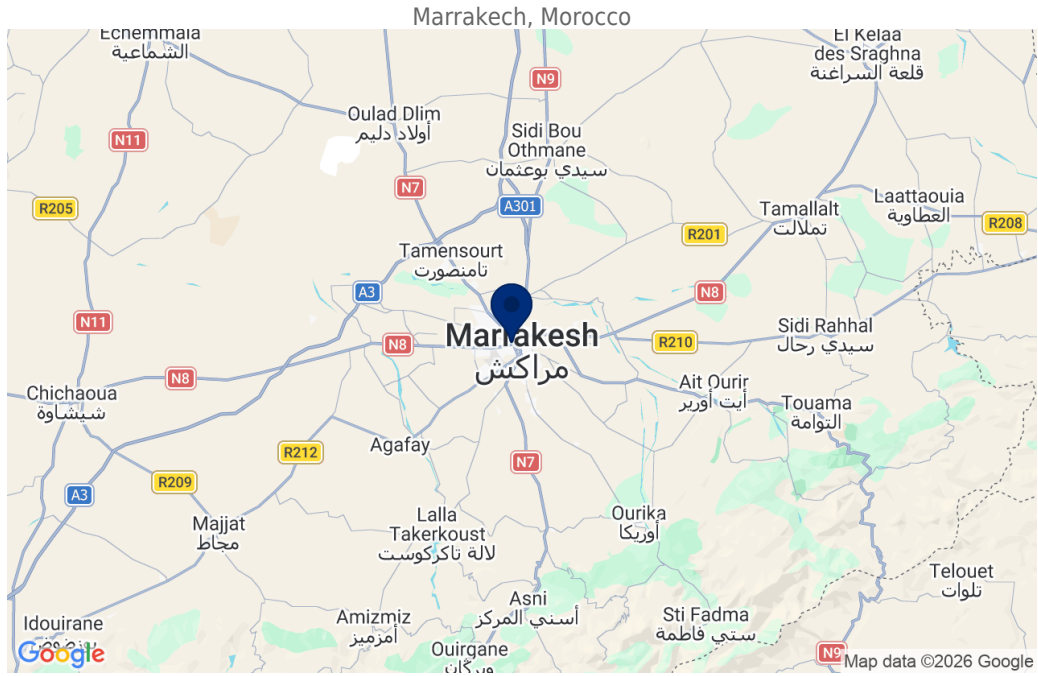 Marrakech, Morocco
Echemmaia
الشماعية
El Kelaa
des Sraghna
قلعة السراغنة
N9
Oulad Dlim
أولاد دليم
Sidi Bou
Othmane
سيدي بوعثمان
N11
N7
Laattaouia
العطاوية
R205
A301
Tamallalt
تملالت
R208
R201
Tamensourt
تامنصورت
A3
N8
N11
Marrakesh
مراكش
N8
R210
Sidi Rahhal
سيدي رحال
N8
Chichaoua
شيشاوة
Ait Ourir
أيت أورير
Touama
التوامة
Agafay
R212
N7
R209
A3
Majjat
مجاط
Lalla
Takerkoust
لالة تاكركوست
Ourika
أوريكا
Telouet
تلوات
Asni
أسني المركز
Amizmiz
أمزميز
Sti Fadma
ستي فاطمة
Idouirane
Ouirgane
ويرگان
N9
Google
Map data ©2026 Google